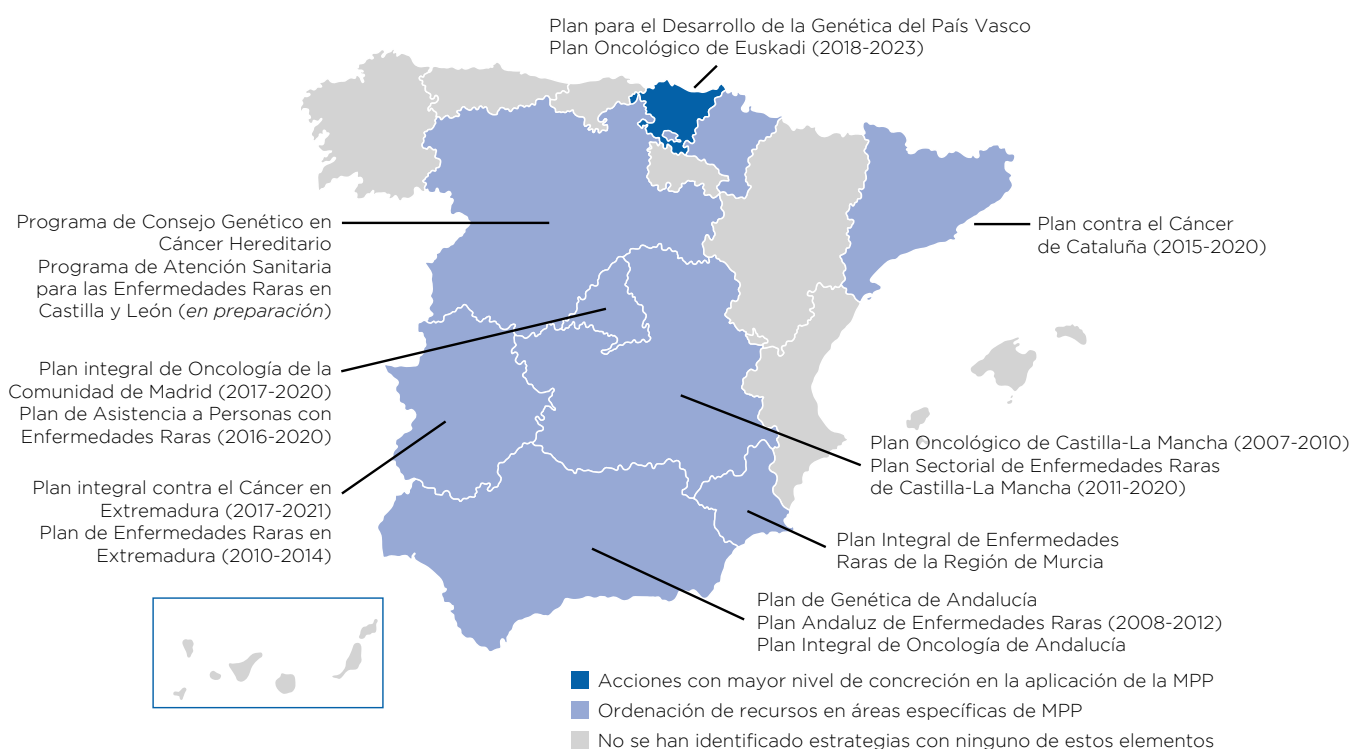 Plan para el Desarrollo de la Genética del País Vasco
Plan Oncológico de Euskadi (2018-2023)
Programa de Consejo Genético en
Cáncer Hereditario
Programa de Atención Sanitaria
para las Enfermedades Raras en
Castilla y León (en preparación)
Plan contra el Cáncer
de Cataluña (2015-2020)
Plan integral de Oncología de la
Comunidad de Madrid (2017-2020)
Plan de Asistencia a Personas con
Enfermedades Raras (2016-2020)
Plan Oncológico de Castilla-La Mancha (2007-2010)
Plan Sectorial de Enfermedades Raras
de Castilla-La Mancha (2011-2020)
Plan integral contra el Cáncer en
Extremadura (2017-2021)
Plan de Enfermedades Raras en
Extremadura (2010-2014)
Plan Integral de Enfermedades
Raras de la Región de Murcia
Plan de Genética de Andalucía
Plan Andaluz de Enfermedades Raras (2008-2012)
Plan Integral de Oncología de Andalucía
Acciones con mayor nivel de concreción en la aplicación de la MPP
Ordenación de recursos en áreas específicas de MPP
No se han identificado estrategias con ninguno de estos elementos